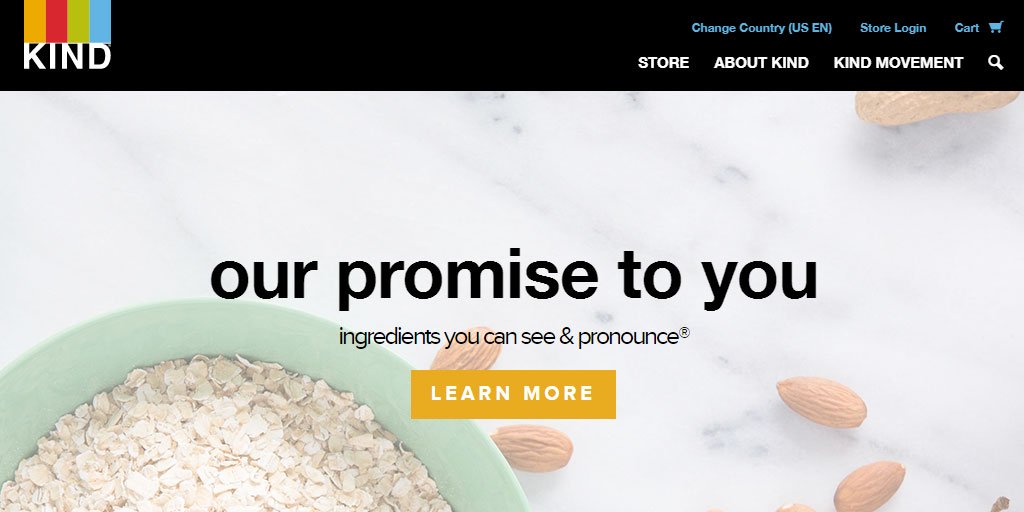 KIND
Change Country (US EN) Store Login Cart
STORE ABOUT KIND KIND MOVEMENT
our promise to you
ingredients you can see & pronounce®
LEARN MORE